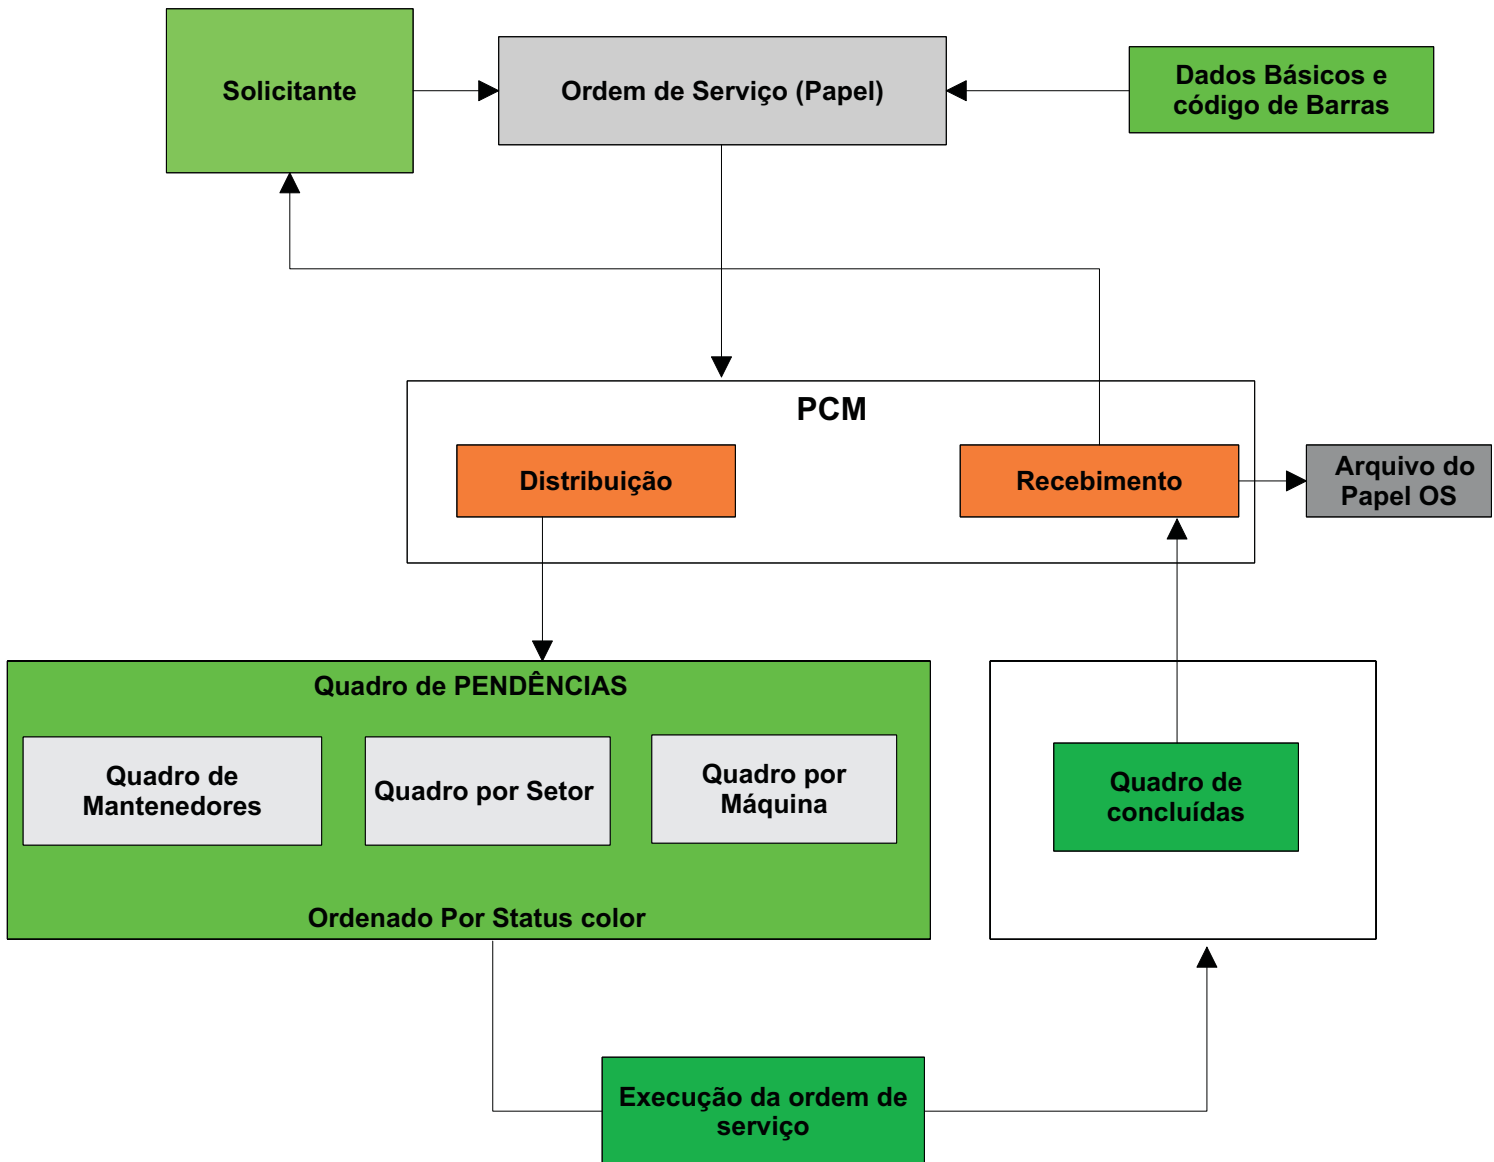 Solicitante
Ordem de Serviço (Papel)
Dados Básicos e
código de Barras
PCM
Distribuição
Recebimento
Arquivo do
Papel OS
Quadro de PENDÊNCIAS
Quadro de
Mantenedores
Quadro por Setor
Quadro por
Máquina
Ordenado Por Status color
Quadro de
concluídas
Execução da ordem de
serviço